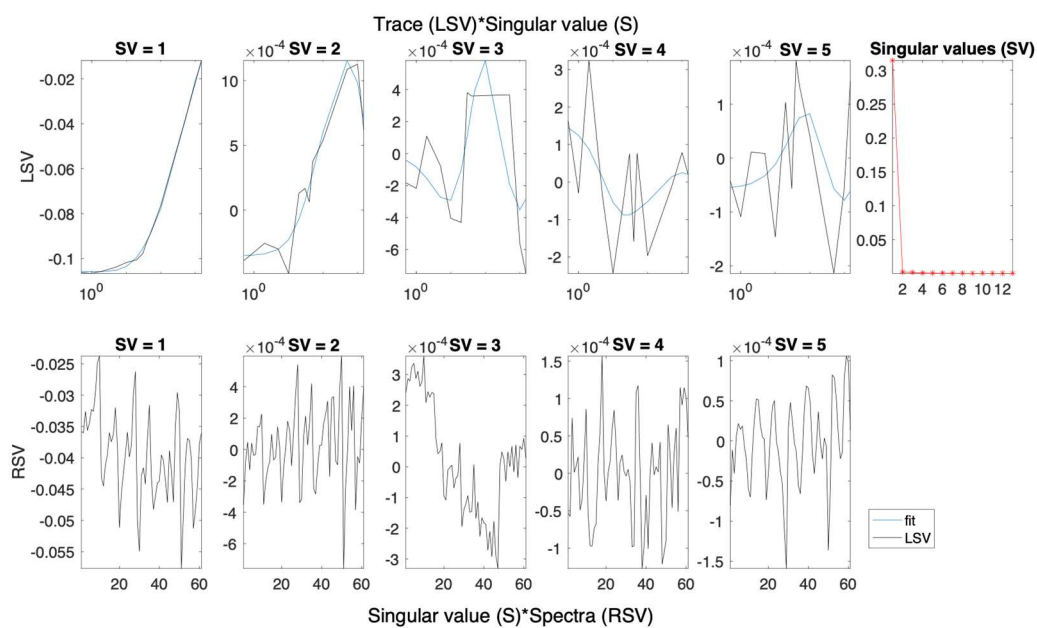 Trace (LSV)*Singular value (S)
SV = 1
×10⁻⁴ SV = 2
×10⁻⁴ SV = 3
×10⁻⁴ SV = 4
×10⁻⁴ SV = 5
Singular values (SV)
LSV
-0.02
-0.04
-0.06
-0.08
-0.1
10⁰
10
5
0
10⁰
4
2
0
-2
-4
-6
10⁰
3
2
1
0
-1
-2
10⁰
1
0
-1
-2
10⁰
0.3
0.25
0.2
0.15
0.1
0.05
2 4 6 8 10 12
SV = 1
×10⁻⁴ SV = 2
×10⁻⁴ SV = 3
×10⁻⁴ SV = 4
×10⁻⁴ SV = 5
RSV
-0.025
-0.03
-0.035
-0.04
-0.045
-0.05
-0.055
20 40 60
4
2
0
-2
-4
-6
20 40 60
3
2
1
0
-1
-2
-3
20 40 60
1.5
1
0.5
0
-0.5
-1
20 40 60
1
0.5
0
-0.5
-1
-1.5
20 40 60
fit
LSV
Singular value (S)*Spectra (RSV)